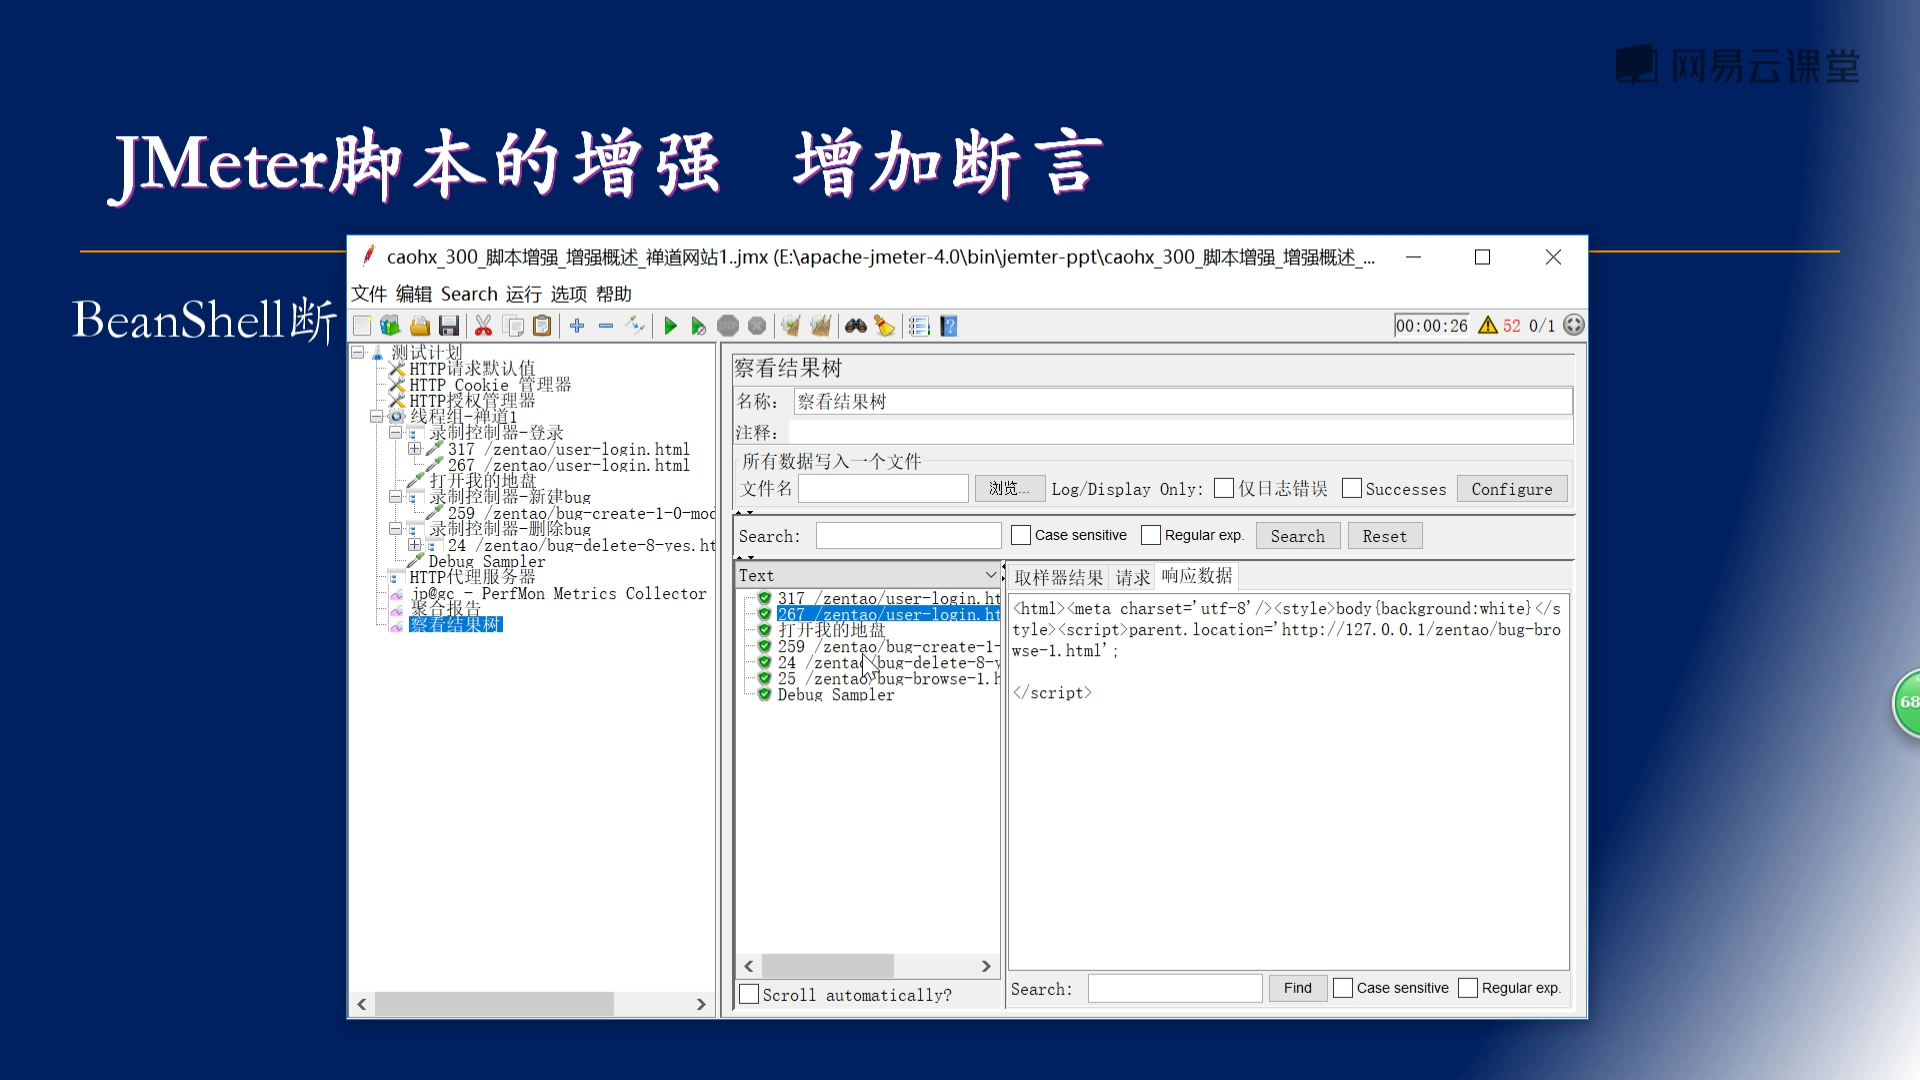 网易云课堂
JMeter脚本的增强 增加断言
BeanShell断
caohx_300_脚本增强_增强概述_禅道网站1..jmx (E:\apache-jmeter-4.0\bin\jemter-ppt\caohx_300_脚本增强_增强概述_...
文件 编辑 Search 运行 选项 帮助
00:00:26 52 0/1
测试计划
HTTP请求默认值
HTTP Cookie 管理器
HTTP授权管理器
线程组-禅道1
录制控制器-登录
317 /zentao/user-login.html
267 /zentao/user-login.html
打开我的地盘
录制控制器-新建bug
259 /zentao/bug-create-1-0-mod
录制控制器-删除bug
24 /zentao/bug-delete-8-yes.ht
Debug Sampler
HTTP代理服务器
jp@gc - PerfMon Metrics Collector
聚合报告
察看结果树
察看结果树
名称: 察看结果树
注释:
所有数据写入一个文件
文件名 浏览... Log/Display Only: 仅日志错误 Successes Configure
Search: Case sensitive Regular exp. Search Reset
Text
317 /zentao/user-login.ht
267 /zentao/user-login.ht
打开我的地盘
259 /zentao/bug-create-1-
24 /zentao/bug-delete-8-y
25 /zentao/bug-browse-1.h
Debug Sampler
Scroll automatically?
取样器结果 请求 响应数据
<html><meta charset='utf-8'/><style>body{background:white}</s
tyle><script>parent.location='http://127.0.0.1/zentao/bug-bro
wse-1.html';
</script>
Search: Find Case sensitive Regular exp.
68